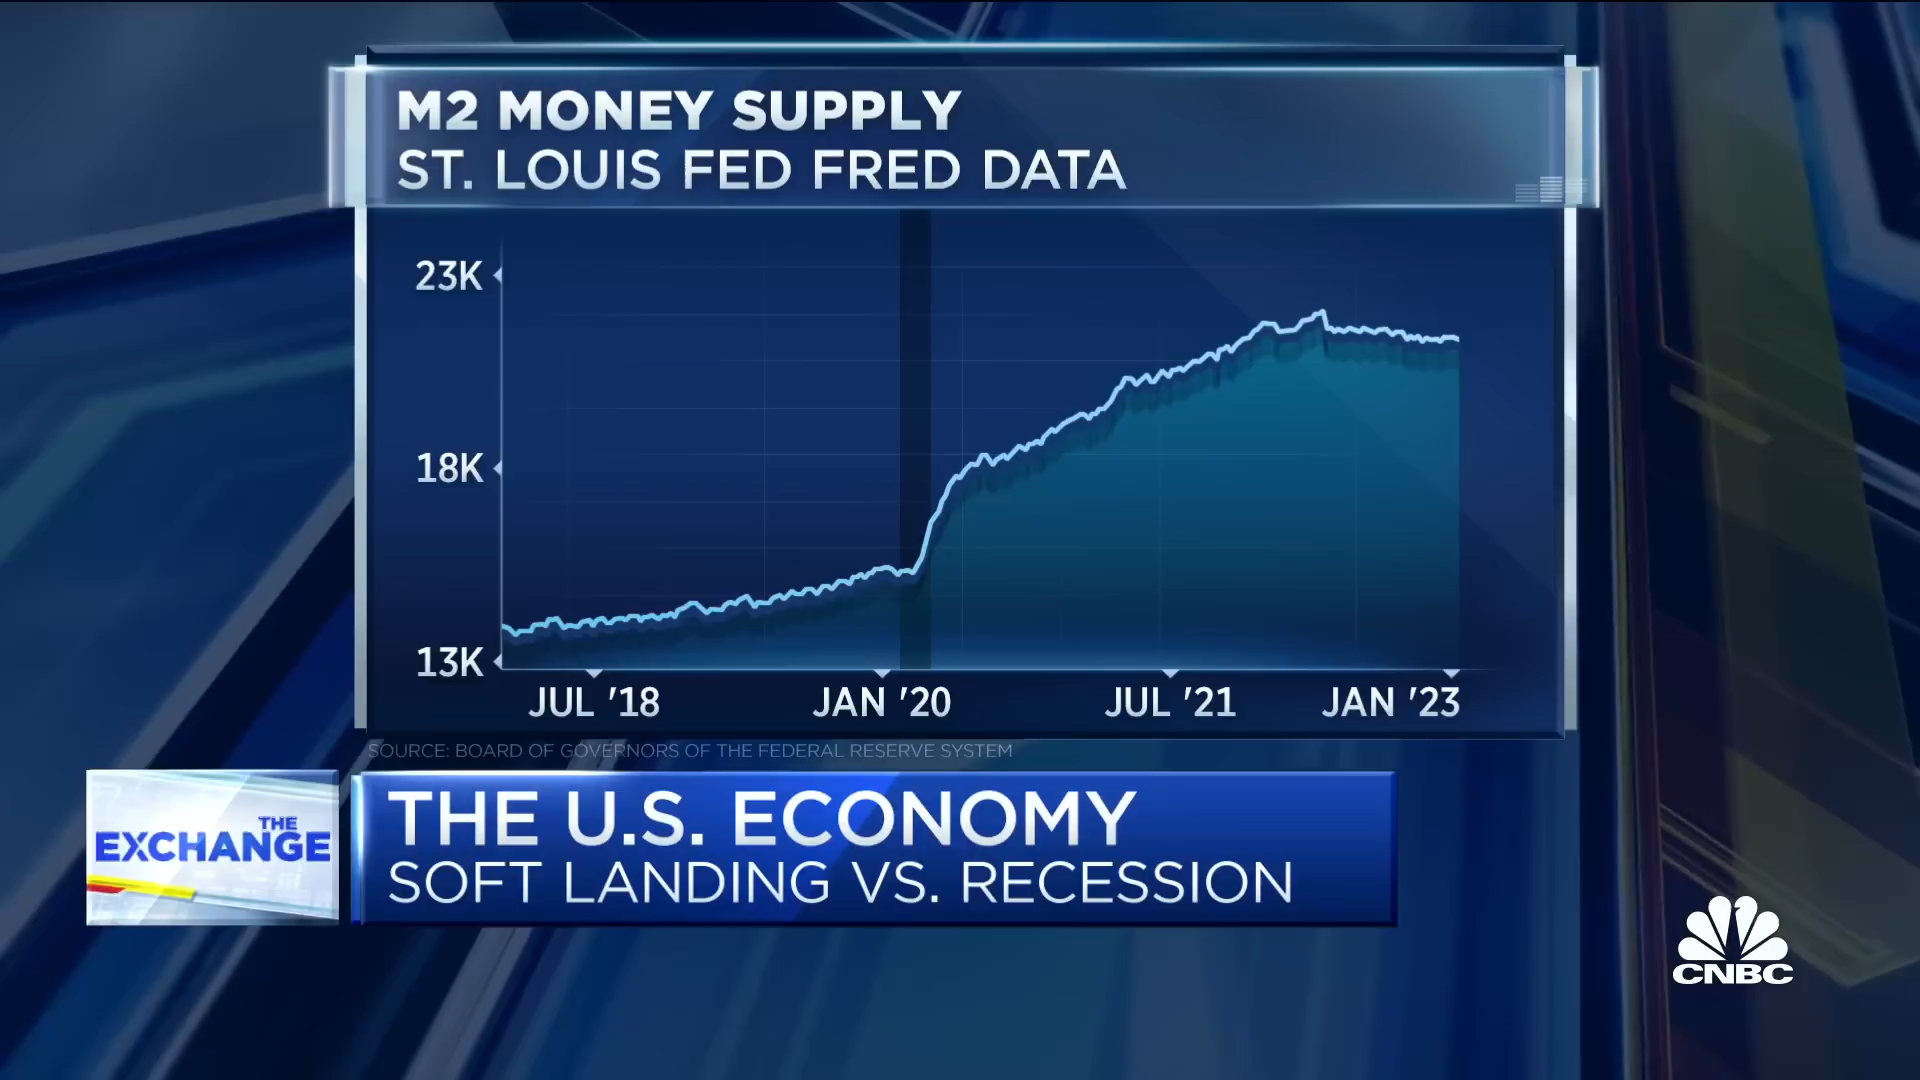 M2 MONEY SUPPLY
ST. LOUIS FED FRED DATA
23K
18K
13K
JUL '18 JAN '20 JUL '21 JAN '23
SOURCE: BOARD OF GOVERNORS OF THE FEDERAL RESERVE SYSTEM
THE
EXCHANGE
THE U.S. ECONOMY
SOFT LANDING VS. RECESSION
CNBC